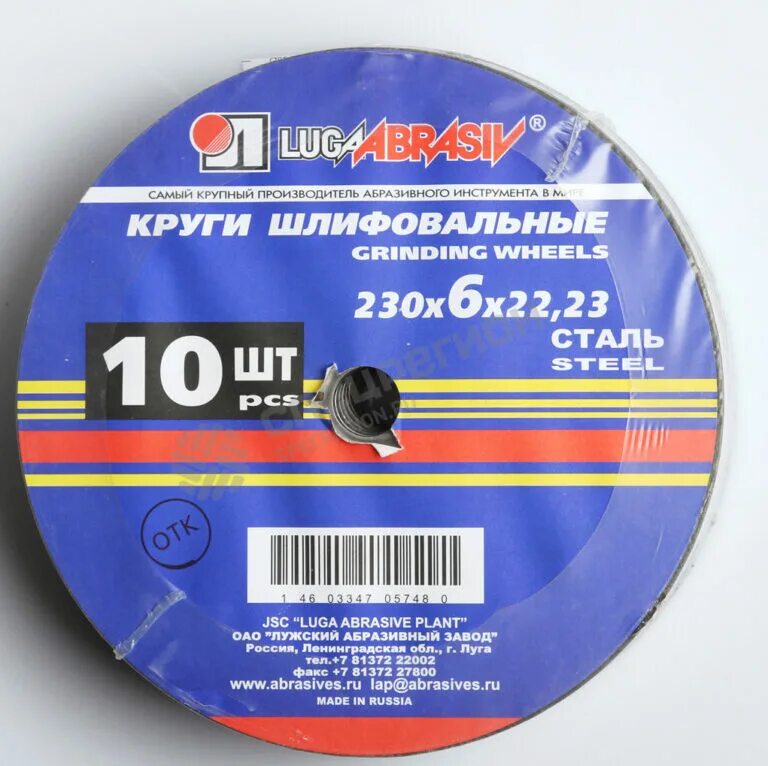 Л LUGAABRASIV ®
САМЫЙ КРУПНЫЙ ПРОИЗВОДИТЕЛЬ АБРАЗИВНОГО ИНСТРУМЕНТА В МИРЕ
КРУГИ ШЛИФОВАЛЬНЫЕ
GRINDING WHEELS
230x6x22,23
СТАЛЬ
STEEL
10 ШТ
pcs
спецрегион
ОТК
1 46 03347 05748 0
JSC "LUGA ABRASIVE PLANT"
ОАО "ЛУЖСКИЙ АБРАЗИВНЫЙ ЗАВОД"
Россия, Ленинградская обл., г. Луга
тел.+7 81372 22002
факс +7 81372 27800
www.abrasives.ru lap@abrasives.ru
MADE IN RUSSIA